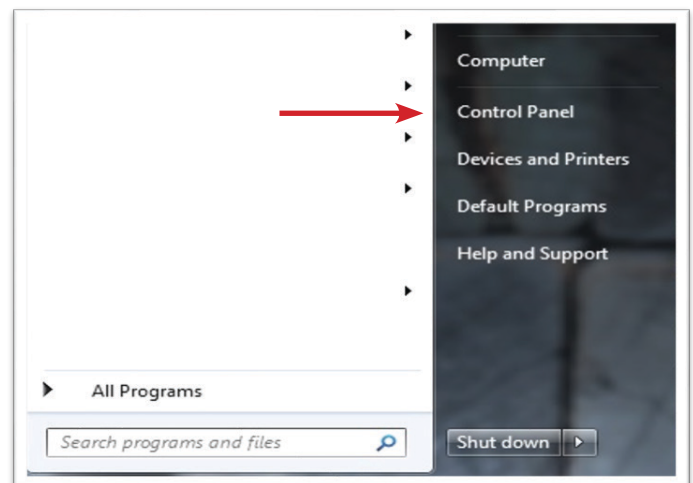 Computer
Control Panel
Devices and Printers
Default Programs
Help and Support
All Programs
Search programs and files
Shut down